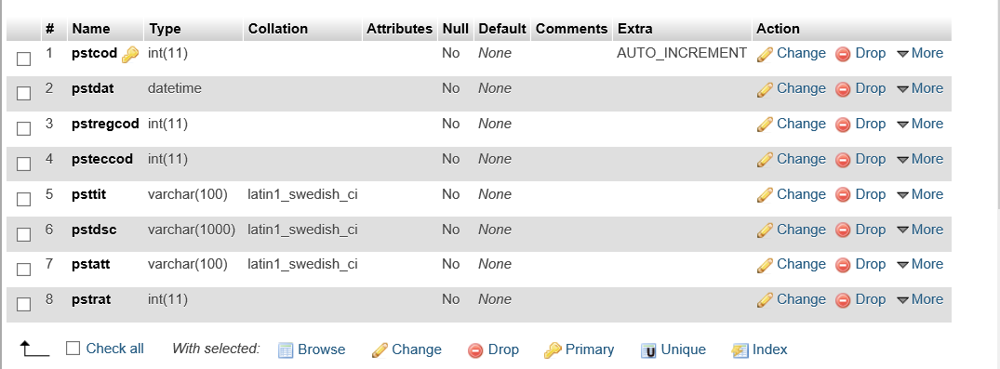 # Name Type Collation Attributes Null Default Comments Extra Action
1 pstcod int(11) No None AUTO_INCREMENT Change Drop More
2 pstdat datetime No None Change Drop More
3 pstregcod int(11) No None Change Drop More
4 psteccod int(11) No None Change Drop More
5 psttit varchar(100) latin1_swedish_ci No None Change Drop More
6 pstdsc varchar(1000) latin1_swedish_ci No None Change Drop More
7 pstatt varchar(100) latin1_swedish_ci No None Change Drop More
8 pstrat int(11) No None Change Drop More
Check all With selected: Browse Change Drop Primary U Unique Index